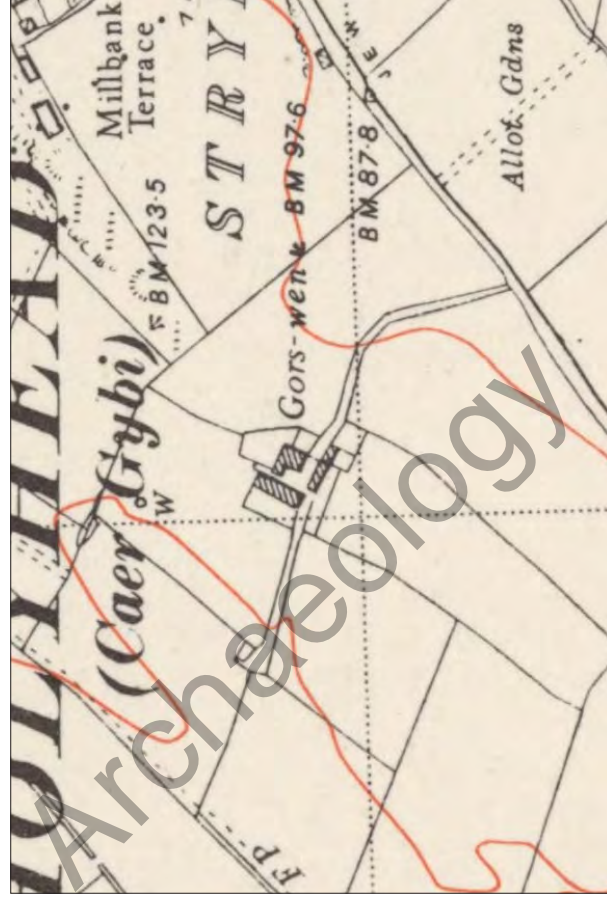 HOLYHEAD
(Caer Gybi)
Millbank
Terrace
STRY
BM 123·5
BM 97·6
BM 87·8
J E W
Allot. Gdns
Gors-wen
W
FP
Archaeology